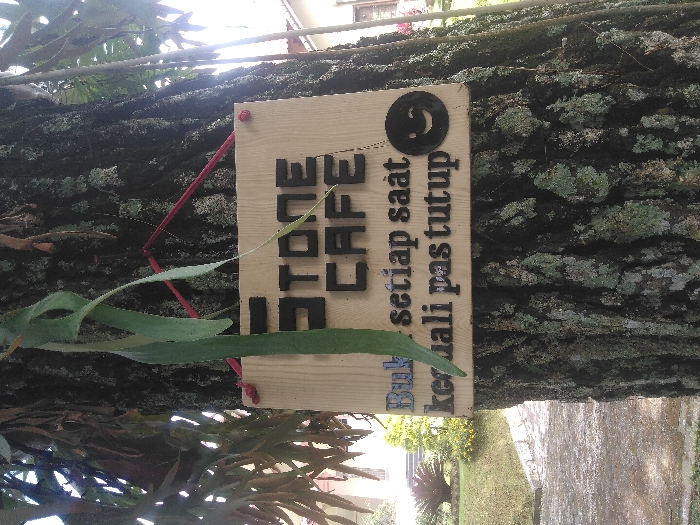 STONE
CAFE
Buka setiap saat
kecuali pas tutup